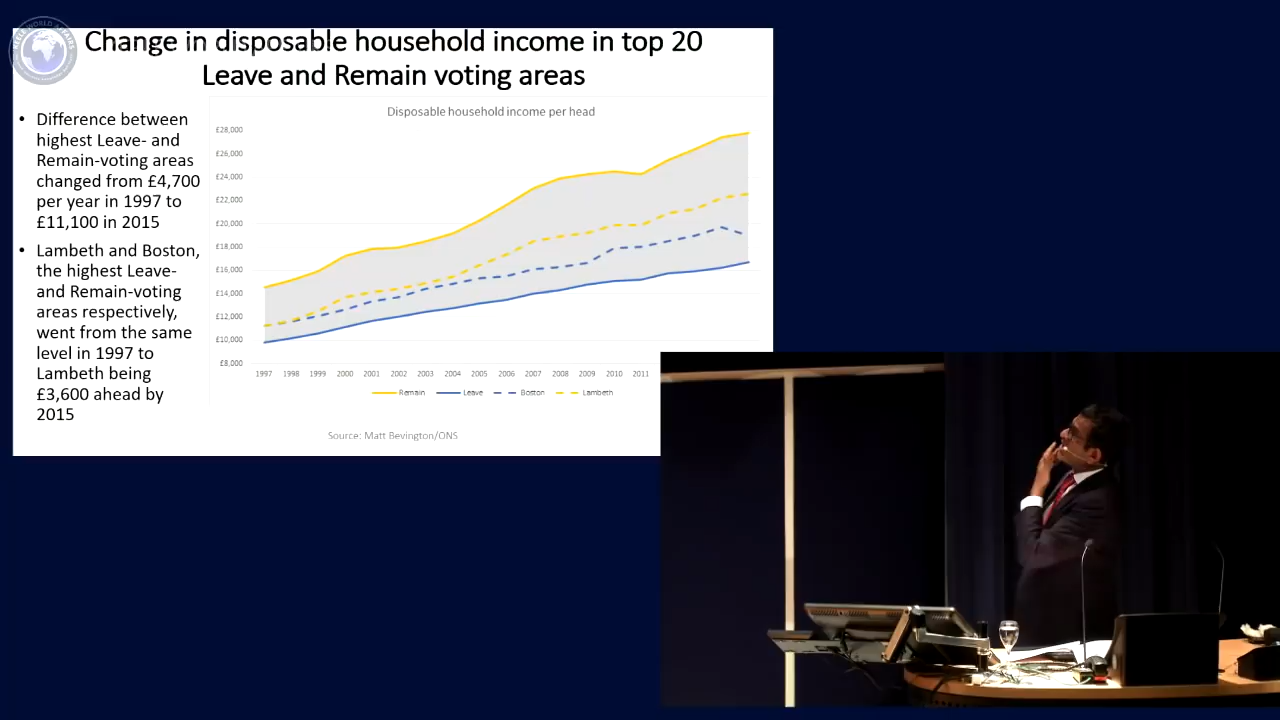 KEELE WORLD AFFAIRS
Change in disposable household income in top 20
Leave and Remain voting areas
• Difference between
highest Leave- and
Remain-voting areas
changed from £4,700
per year in 1997 to
£11,100 in 2015
• Lambeth and Boston,
the highest Leave-
and Remain-voting
areas respectively,
went from the same
level in 1997 to
Lambeth being
£3,600 ahead by
2015
Disposable household income per head
£28,000
£26,000
£24,000
£22,000
£20,000
£18,000
£16,000
£14,000
£12,000
£10,000
£8,000
1997 1998 1999 2000 2001 2002 2003 2004 2005 2006 2007 2008 2009 2010 2011
Remain Leave Boston Lambeth
Source: Matt Bevington/ONS